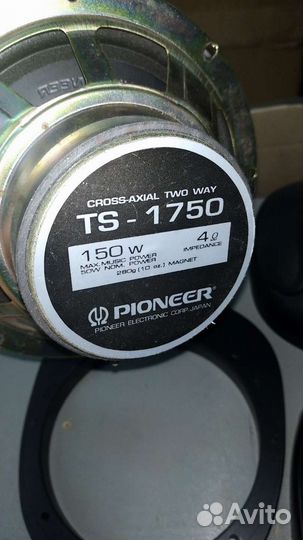 CROSS-AXIAL TWO WAY
TS-1750
150 W
MAX. MUSIC POWER
50W NOM. POWER
4Ω
IMPEDANCE
280g (10 oz.) MAGNET
PIONEER
PIONEER ELECTRONIC CORP. JAPAN
Avito